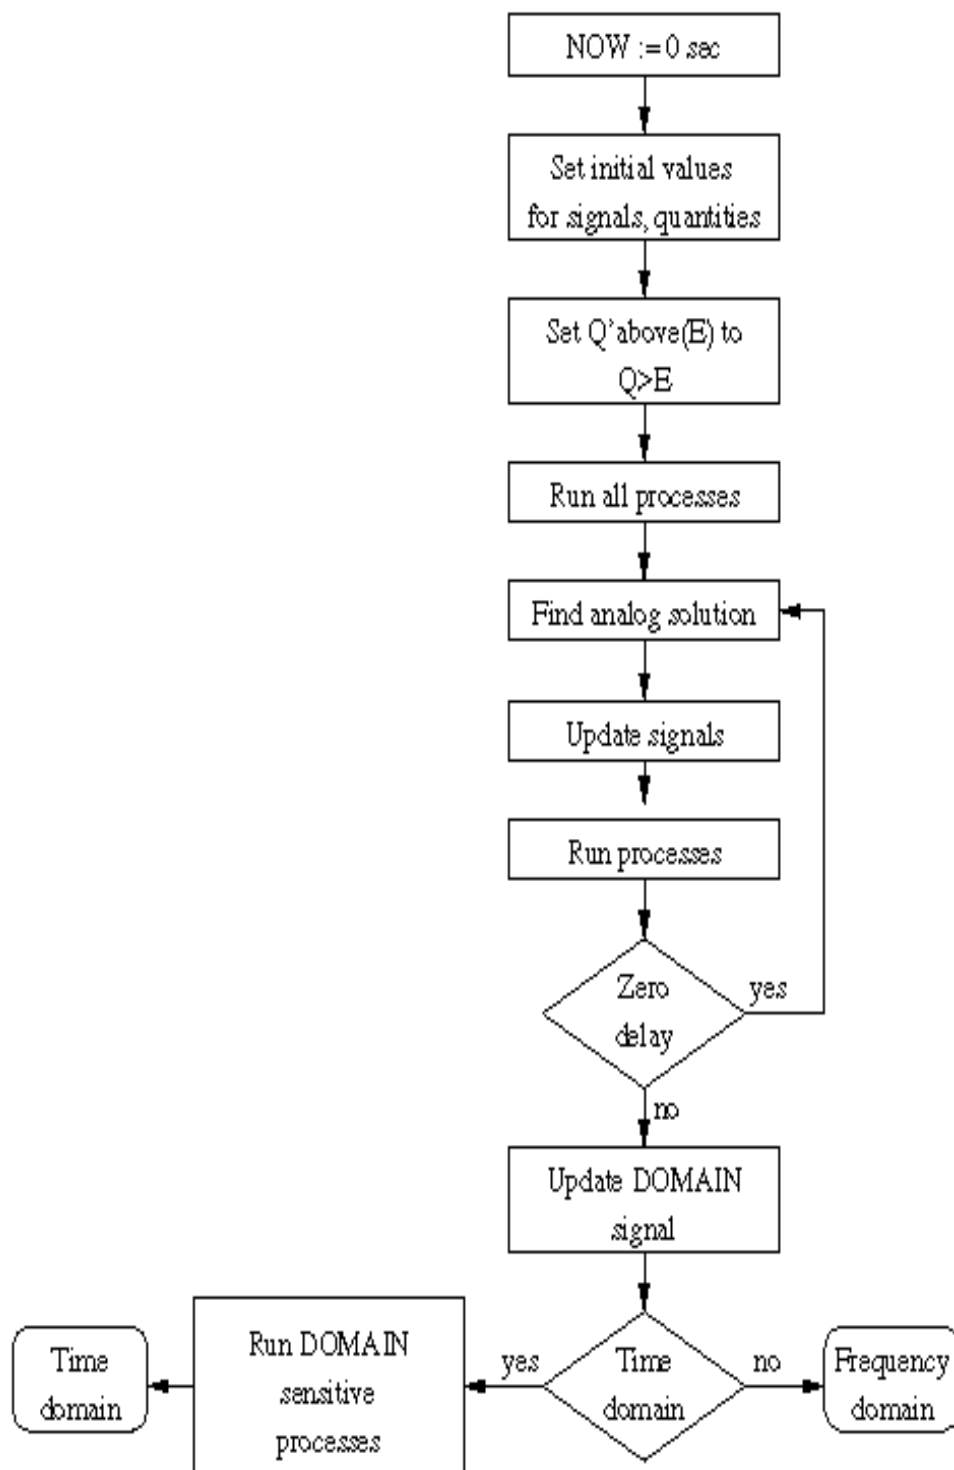 NOW := 0 sec
Set initial values
for signals, quantities
Set Q’above(E) to
Q>E
Run all processes
Find analog solution
Update signals
Run processes
Zero
delay
yes
no
Update DOMAIN
signal
Time
domain
Run DOMAIN
sensitive
processes
yes
Time
domain
no
Frequency
domain